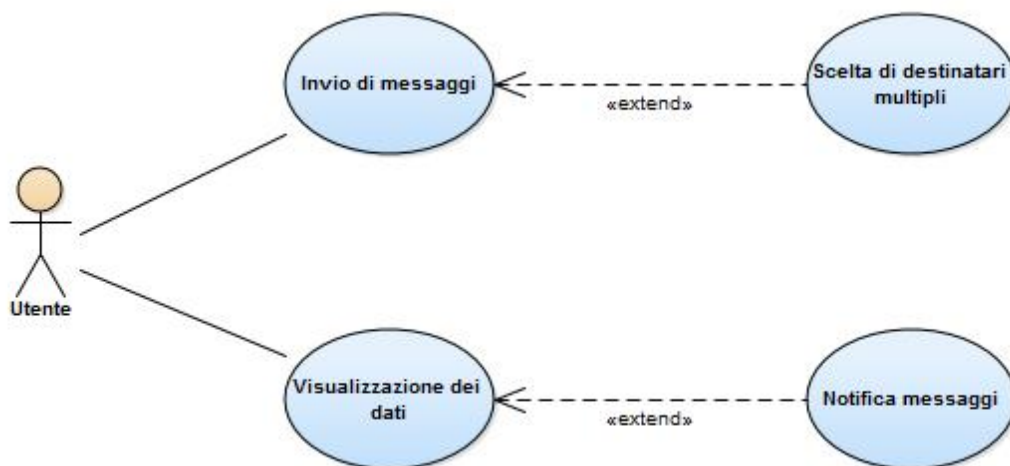 Invio di messaggi
«extend»
Scelta di destinatari
multipli
Utente
Visualizzazione dei
dati
«extend»
Notifica messaggi